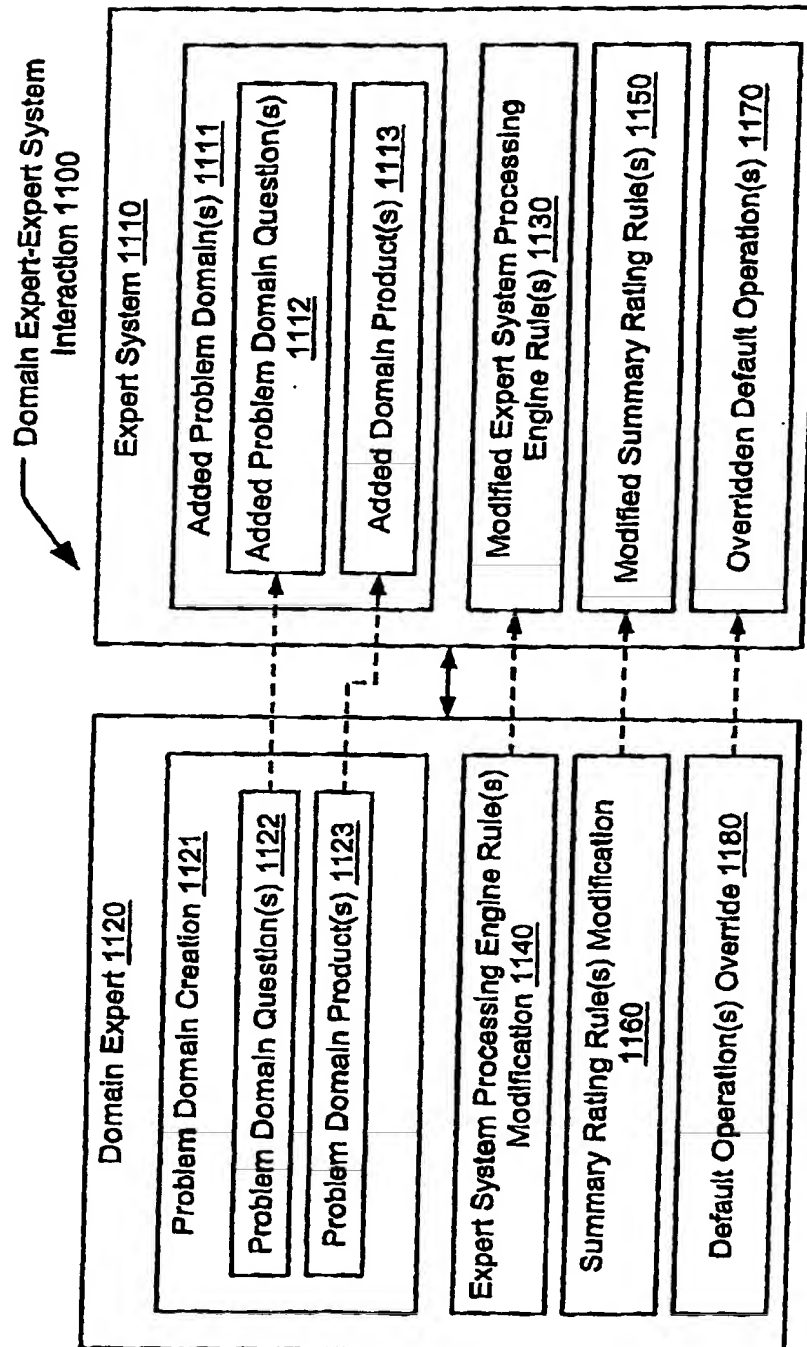 Domain Expert-Expert System
Interaction 1100
Domain Expert 1120
Problem Domain Creation 1121
Problem Domain Question(s) 1122
Problem Domain Product(s) 1123
Expert System Processing Engine Rule(s)
Modification 1140
Summary Rating Rule(s) Modification
1160
Default Operation(s) Override 1180
Expert System 1110
Added Problem Domain(s) 1111
Added Problem Domain Question(s)
1112
Added Domain Product(s) 1113
Modified Expert System Processing
Engine Rule(s) 1130
Modified Summary Rating Rule(s) 1150
Overridden Default Operation(s) 1170